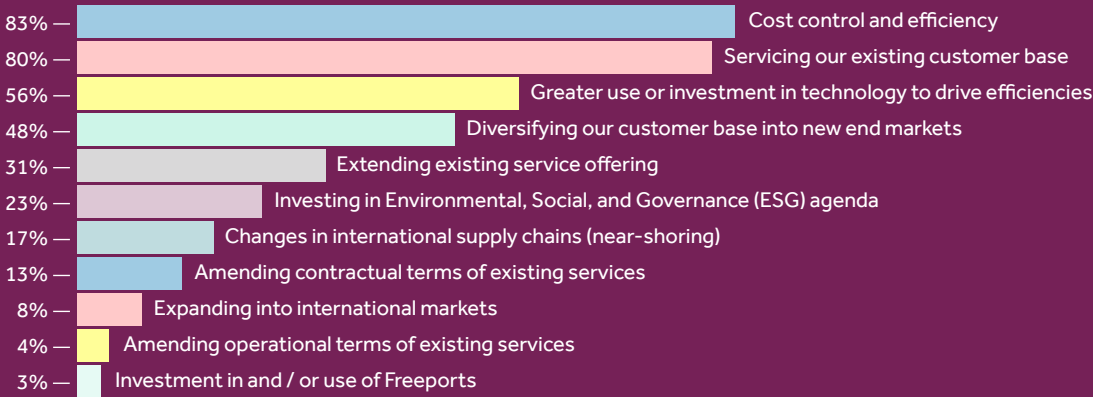 83% — Cost control and efficiency
80% — Servicing our existing customer base
56% — Greater use or investment in technology to drive efficiencies
48% — Diversifying our customer base into new end markets
31% — Extending existing service offering
23% — Investing in Environmental, Social, and Governance (ESG) agenda
17% — Changes in international supply chains (near-shoring)
13% — Amending contractual terms of existing services
8% — Expanding into international markets
4% — Amending operational terms of existing services
3% — Investment in and / or use of Freeports